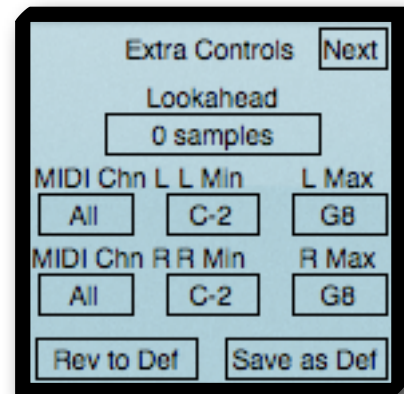 Extra Controls Next
Lookahead
0 samples
MIDI Chn L L Min L Max
All C-2 G8
MIDI Chn R R Min R Max
All C-2 G8
Rev to Def Save as Def